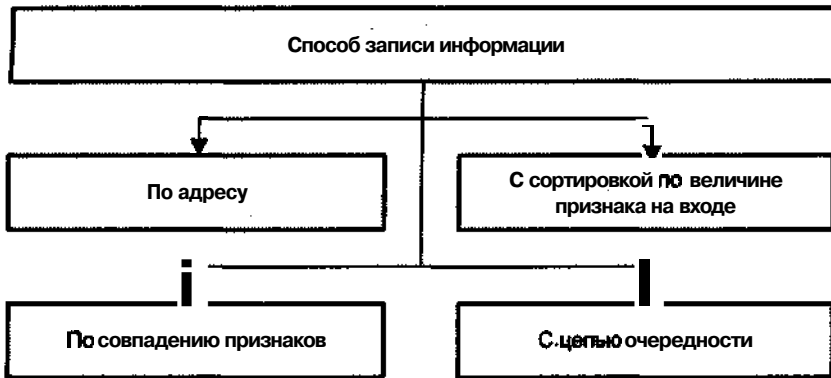 Способ записи информации
По адресу
С сортировкой по величине
признака на входе
По совпадению признаков
С цепью очередности